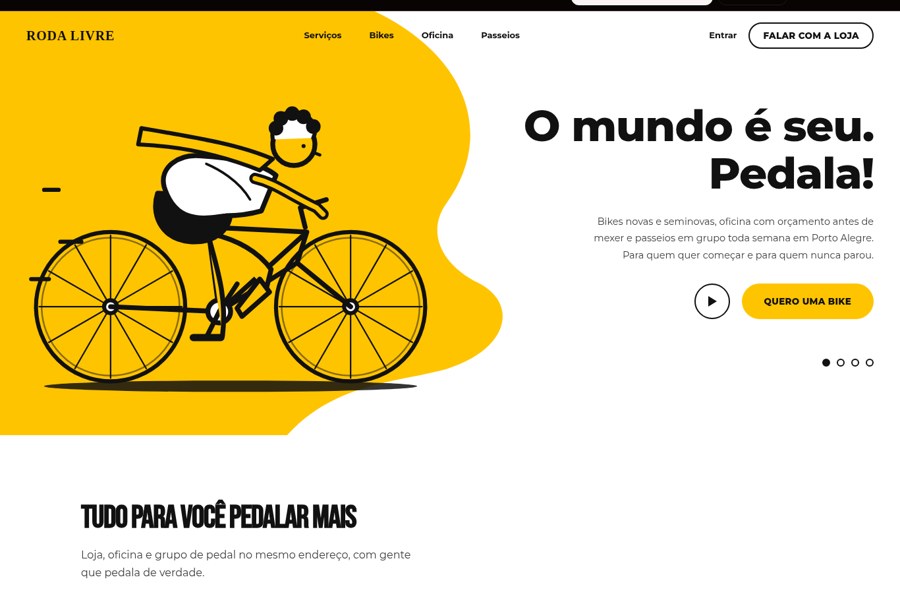 RODA LIVRE
Serviços
Bikes
Oficina
Passeios
Entrar
FALAR COM A LOJA
O mundo é seu.
Pedala!
Bikes novas e seminovas, oficina com orçamento antes de
mexer e passeios em grupo toda semana em Porto Alegre.
Para quem quer começar e para quem nunca parou.
QUERO UMA BIKE
TUDO PARA VOCÊ PEDALAR MAIS
Loja, oficina e grupo de pedal no mesmo endereço, com gente
que pedala de verdade.